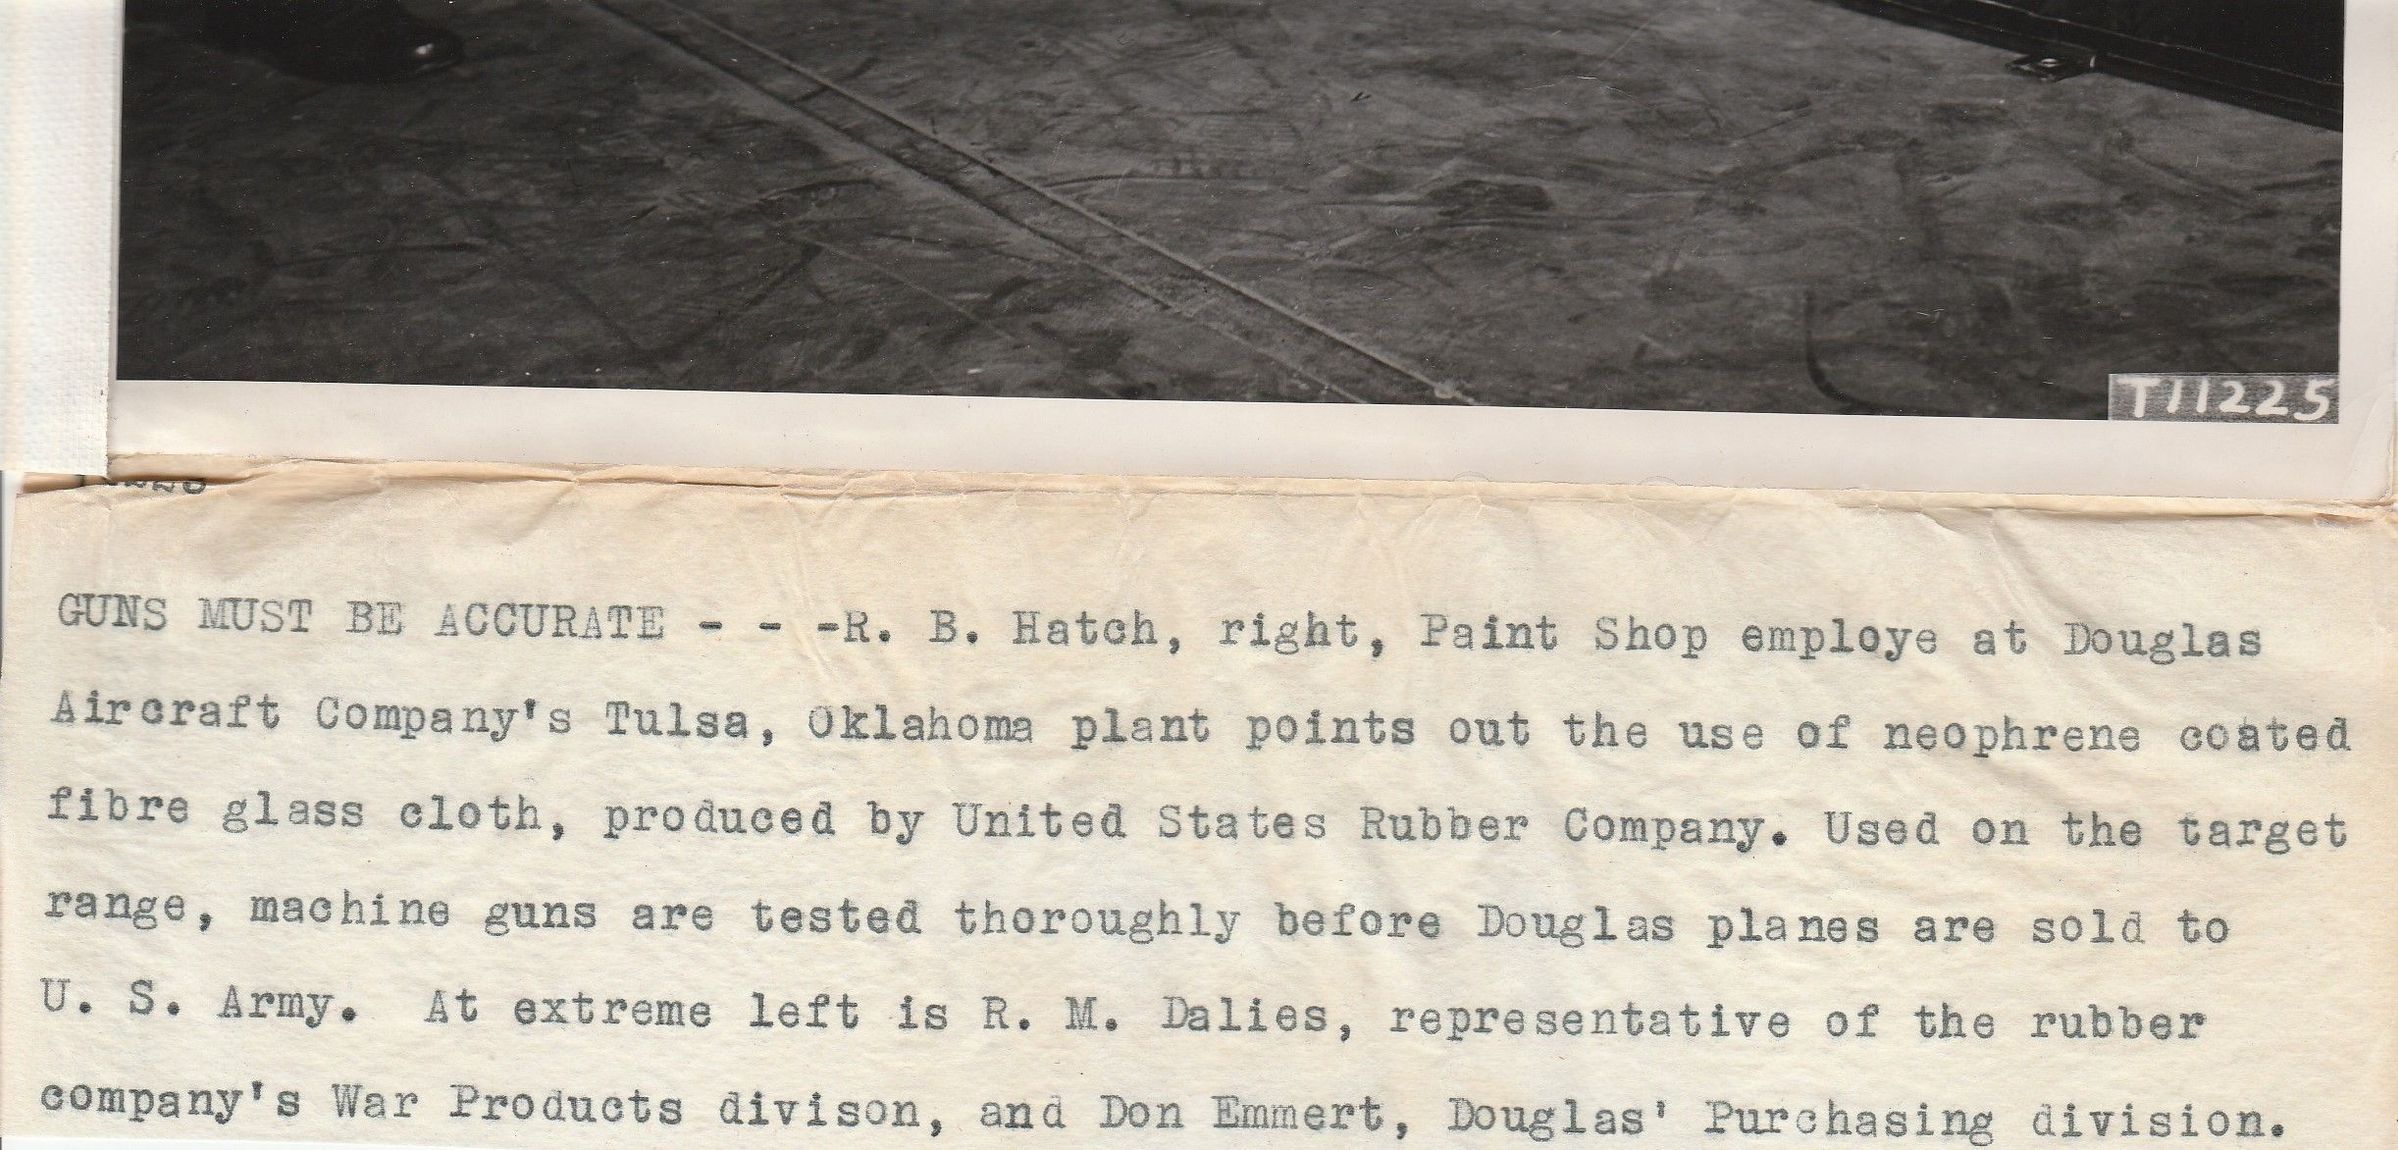 T11225
GUNS MUST BE ACCURATE - - -R. B. Hatch, right, Paint Shop employe at Douglas
Aircraft Company's Tulsa, Oklahoma plant points out the use of neophrene coated
fibre glass cloth, produced by United States Rubber Company. Used on the target
range, machine guns are tested thoroughly before Douglas planes are sold to
U. S. Army. At extreme left is R. M. Dalies, representative of the rubber
company's War Products divison, and Don Emmert, Douglas' Purchasing division.